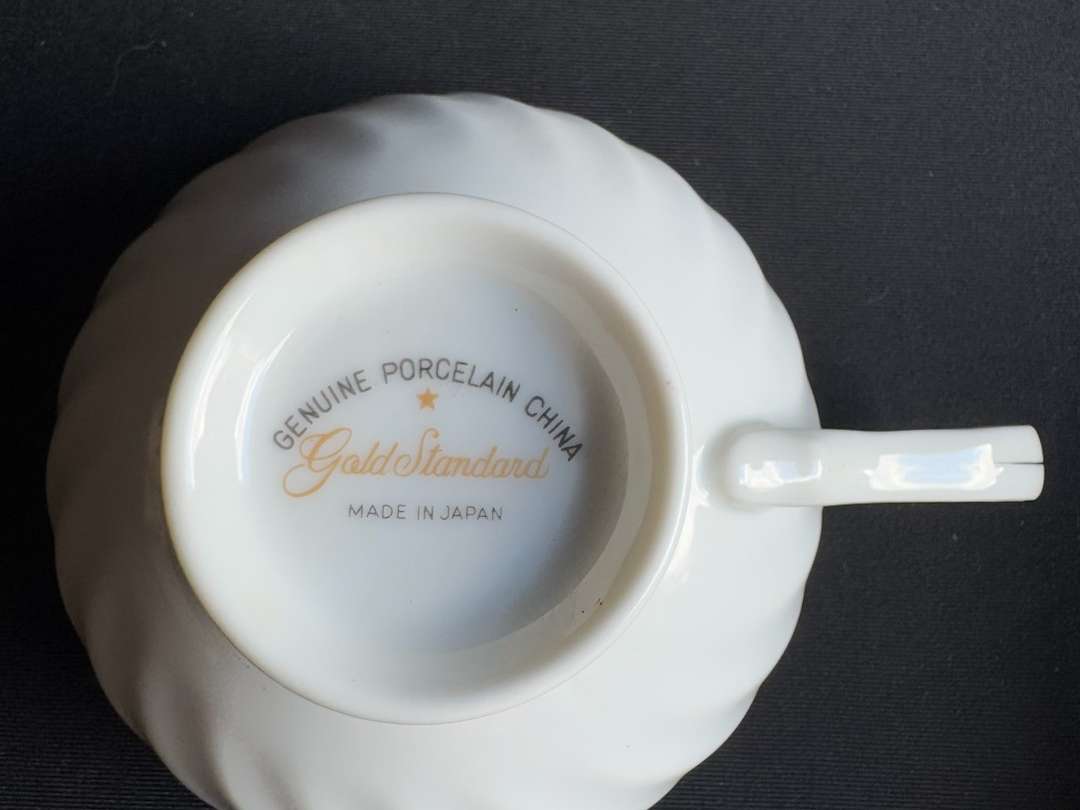 GENUINE PORCELAIN CHINA
Gold Standard
MADE IN JAPAN